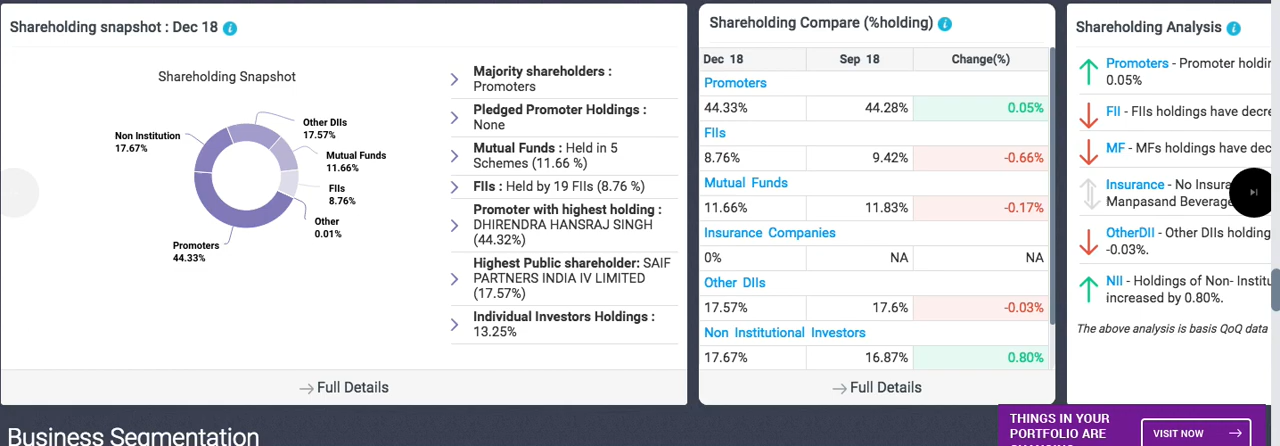 Shareholding snapshot : Dec 18
Shareholding Snapshot
Other DIIs
17.57%
Non Institution
17.67%
Mutual Funds
11.66%
FIIs
8.76%
Other
0.01%
Promoters
44.33%
Majority shareholders :
Promoters
Pledged Promoter Holdings :
None
Mutual Funds : Held in 5
Schemes (11.66 %)
FIIs : Held by 19 FIIs (8.76 %)
Promoter with highest holding :
DHIRENDRA HANSRAJ SINGH
(44.32%)
Highest Public shareholder: SAIF
PARTNERS INDIA IV LIMITED
(17.57%)
Individual Investors Holdings :
13.25%
→ Full Details
Shareholding Compare (%holding)
Dec 18 Sep 18 Change(%)
Promoters
44.33% 44.28% 0.05%
FIIs
8.76% 9.42% -0.66%
Mutual Funds
11.66% 11.83% -0.17%
Insurance Companies
0% NA NA
Other DIIs
17.57% 17.6% -0.03%
Non Institutional Investors
17.67% 16.87% 0.80%
→ Full Details
Shareholding Analysis
Promoters - Promoter holdin
0.05%
FII - FIIs holdings have decre
MF - MFs holdings have dec
Insurance - No Insura
Manpasand Beverage
OtherDII - Other DIIs holding
-0.03%.
NII - Holdings of Non- Institu
increased by 0.80%.
The above analysis is basis QoQ data
Business Segmentation
THINGS IN YOUR
PORTFOLIO ARE
VISIT NOW →